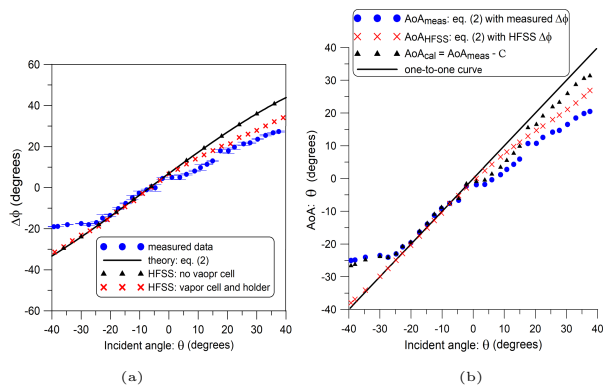 60
40
20
0
-20
-40
-60
Δϕ (degrees)
measured data
theory: eq. (2)
HFSS: no vaopr cell
HFSS: vapor cell and holder
-40 -30 -20 -10 0 10 20 30 40
Incident angle: θ (degrees)
(a)
AoAmeas: eq. (2) with measured Δϕ
AoAHFSS: eq. (2) with HFSS Δϕ
AoAcal = AoAmeas - C
one-to-one curve
40
30
20
10
0
-10
-20
-30
-40
AoA: θ (degrees)
-40 -30 -20 -10 0 10 20 30 40
Incident angle: θ (degrees)
(b)